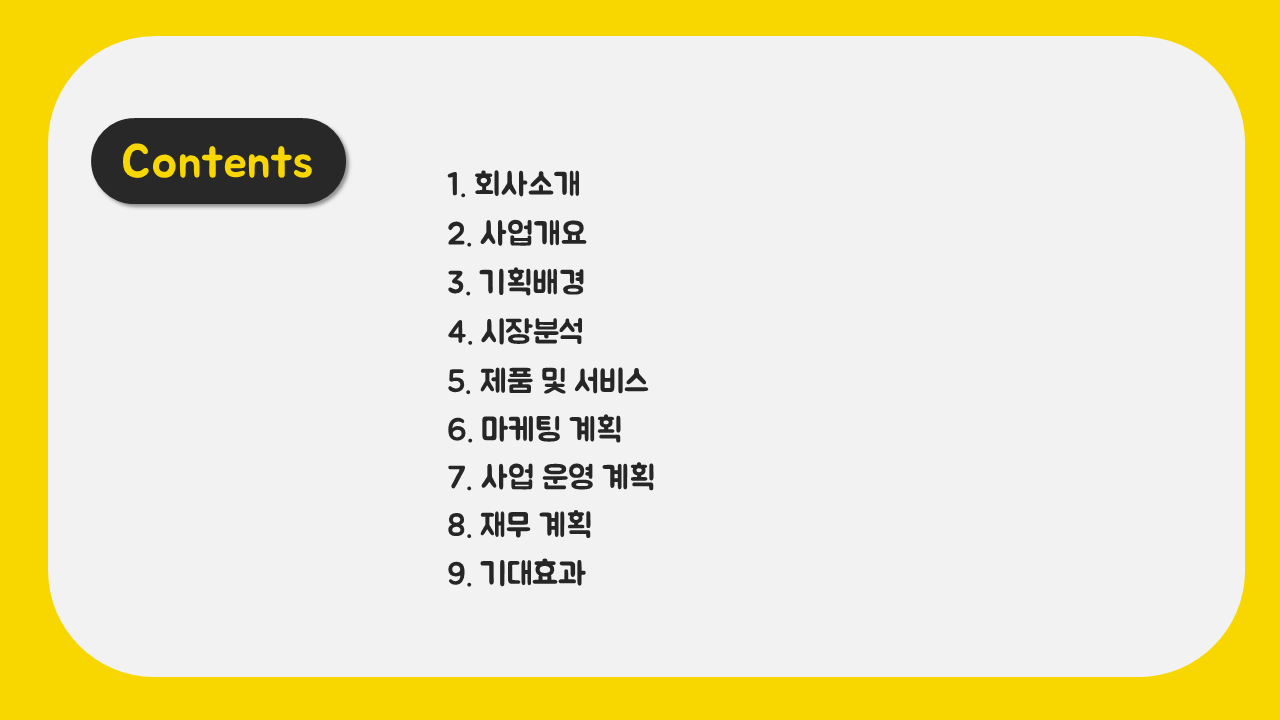 Contents
1. 회사소개
2. 사업개요
3. 기획배경
4. 시장분석
5. 제품 및 서비스
6. 마케팅 계획
7. 사업 운영 계획
8. 재무 계획
9. 기대효과